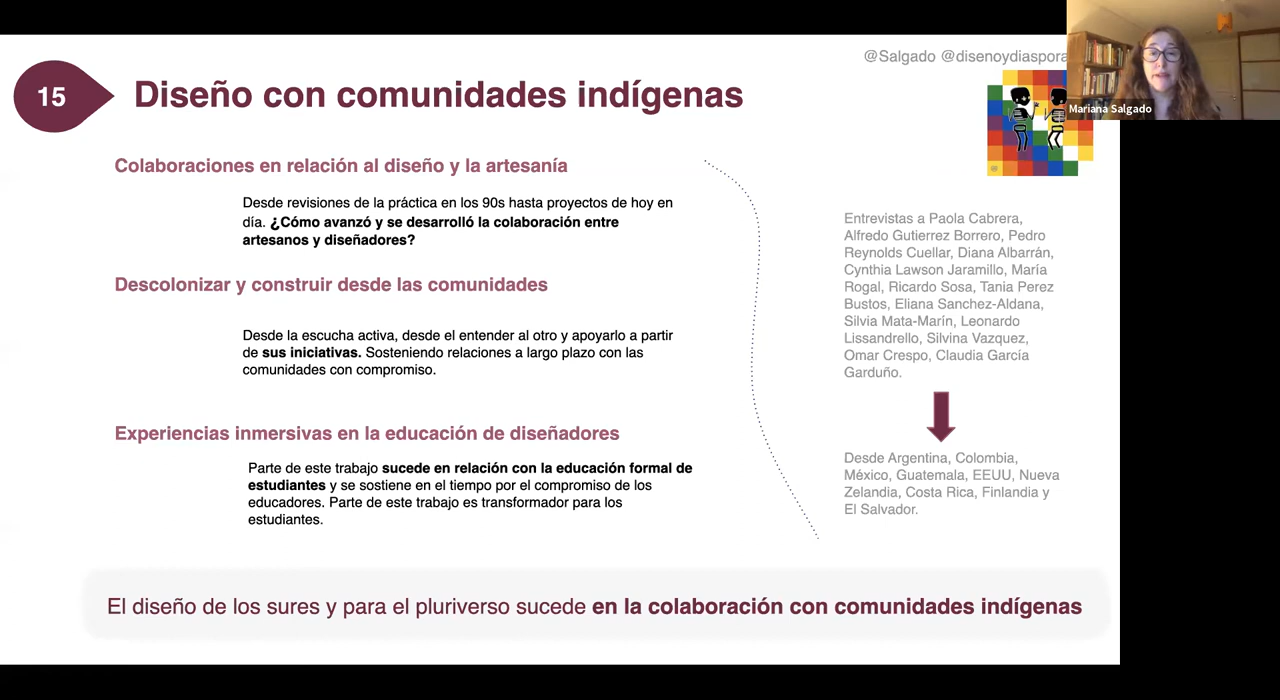 @Salgado @disenoydiaspora
Mariana Salgado
15
Diseño con comunidades indígenas
Colaboraciones en relación al diseño y la artesanía
Desde revisiones de la práctica en los 90s hasta proyectos de hoy en
día. ¿Cómo avanzó y se desarrolló la colaboración entre
artesanos y diseñadores?
Descolonizar y construir desde las comunidades
Desde la escucha activa, desde el entender al otro y apoyarlo a partir
de sus iniciativas. Sosteniendo relaciones a largo plazo con las
comunidades con compromiso.
Experiencias inmersivas en la educación de diseñadores
Parte de este trabajo sucede en relación con la educación formal de
estudiantes y se sostiene en el tiempo por el compromiso de los
educadores. Parte de este trabajo es transformador para los
estudiantes.
Entrevistas a Paola Cabrera,
Alfredo Gutierrez Borrero, Pedro
Reynolds Cuellar, Diana Albarrán,
Cynthia Lawson Jaramillo, María
Rogal, Ricardo Sosa, Tania Perez
Bustos, Eliana Sanchez-Aldana,
Silvia Mata-Marín, Leonardo
Lissandrello, Silvina Vazquez,
Omar Crespo, Claudia García
Garduño.
Desde Argentina, Colombia,
México, Guatemala, EEUU, Nueva
Zelandia, Costa Rica, Finlandia y
El Salvador.
El diseño de los sures y para el pluriverso sucede en la colaboración con comunidades indígenas